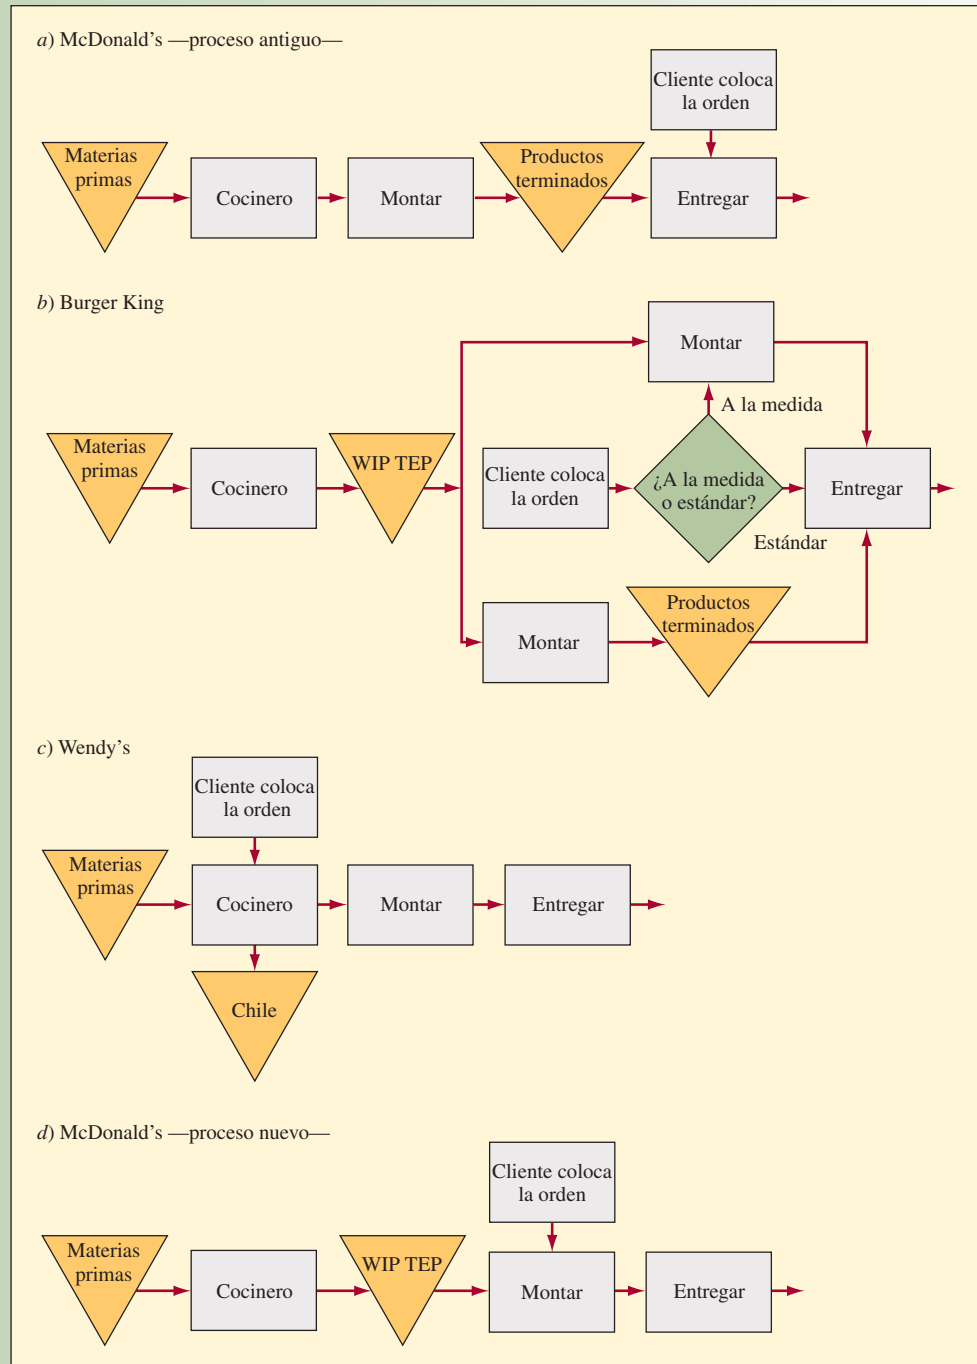 a) McDonald's —proceso antiguo—
Cliente coloca
la orden
Materias
primas
Cocinero
Montar
Productos
terminados
Entregar
b) Burger King
Montar
A la medida
Materias
primas
Cocinero
WIP TEP
Cliente coloca
la orden
¿A la medida
o estándar?
Entregar
Estándar
Montar
Productos
terminados
c) Wendy's
Cliente coloca
la orden
Materias
primas
Cocinero
Montar
Entregar
Chile
d) McDonald's —proceso nuevo—
Cliente coloca
la orden
Materias
primas
Cocinero
WIP TEP
Montar
Entregar